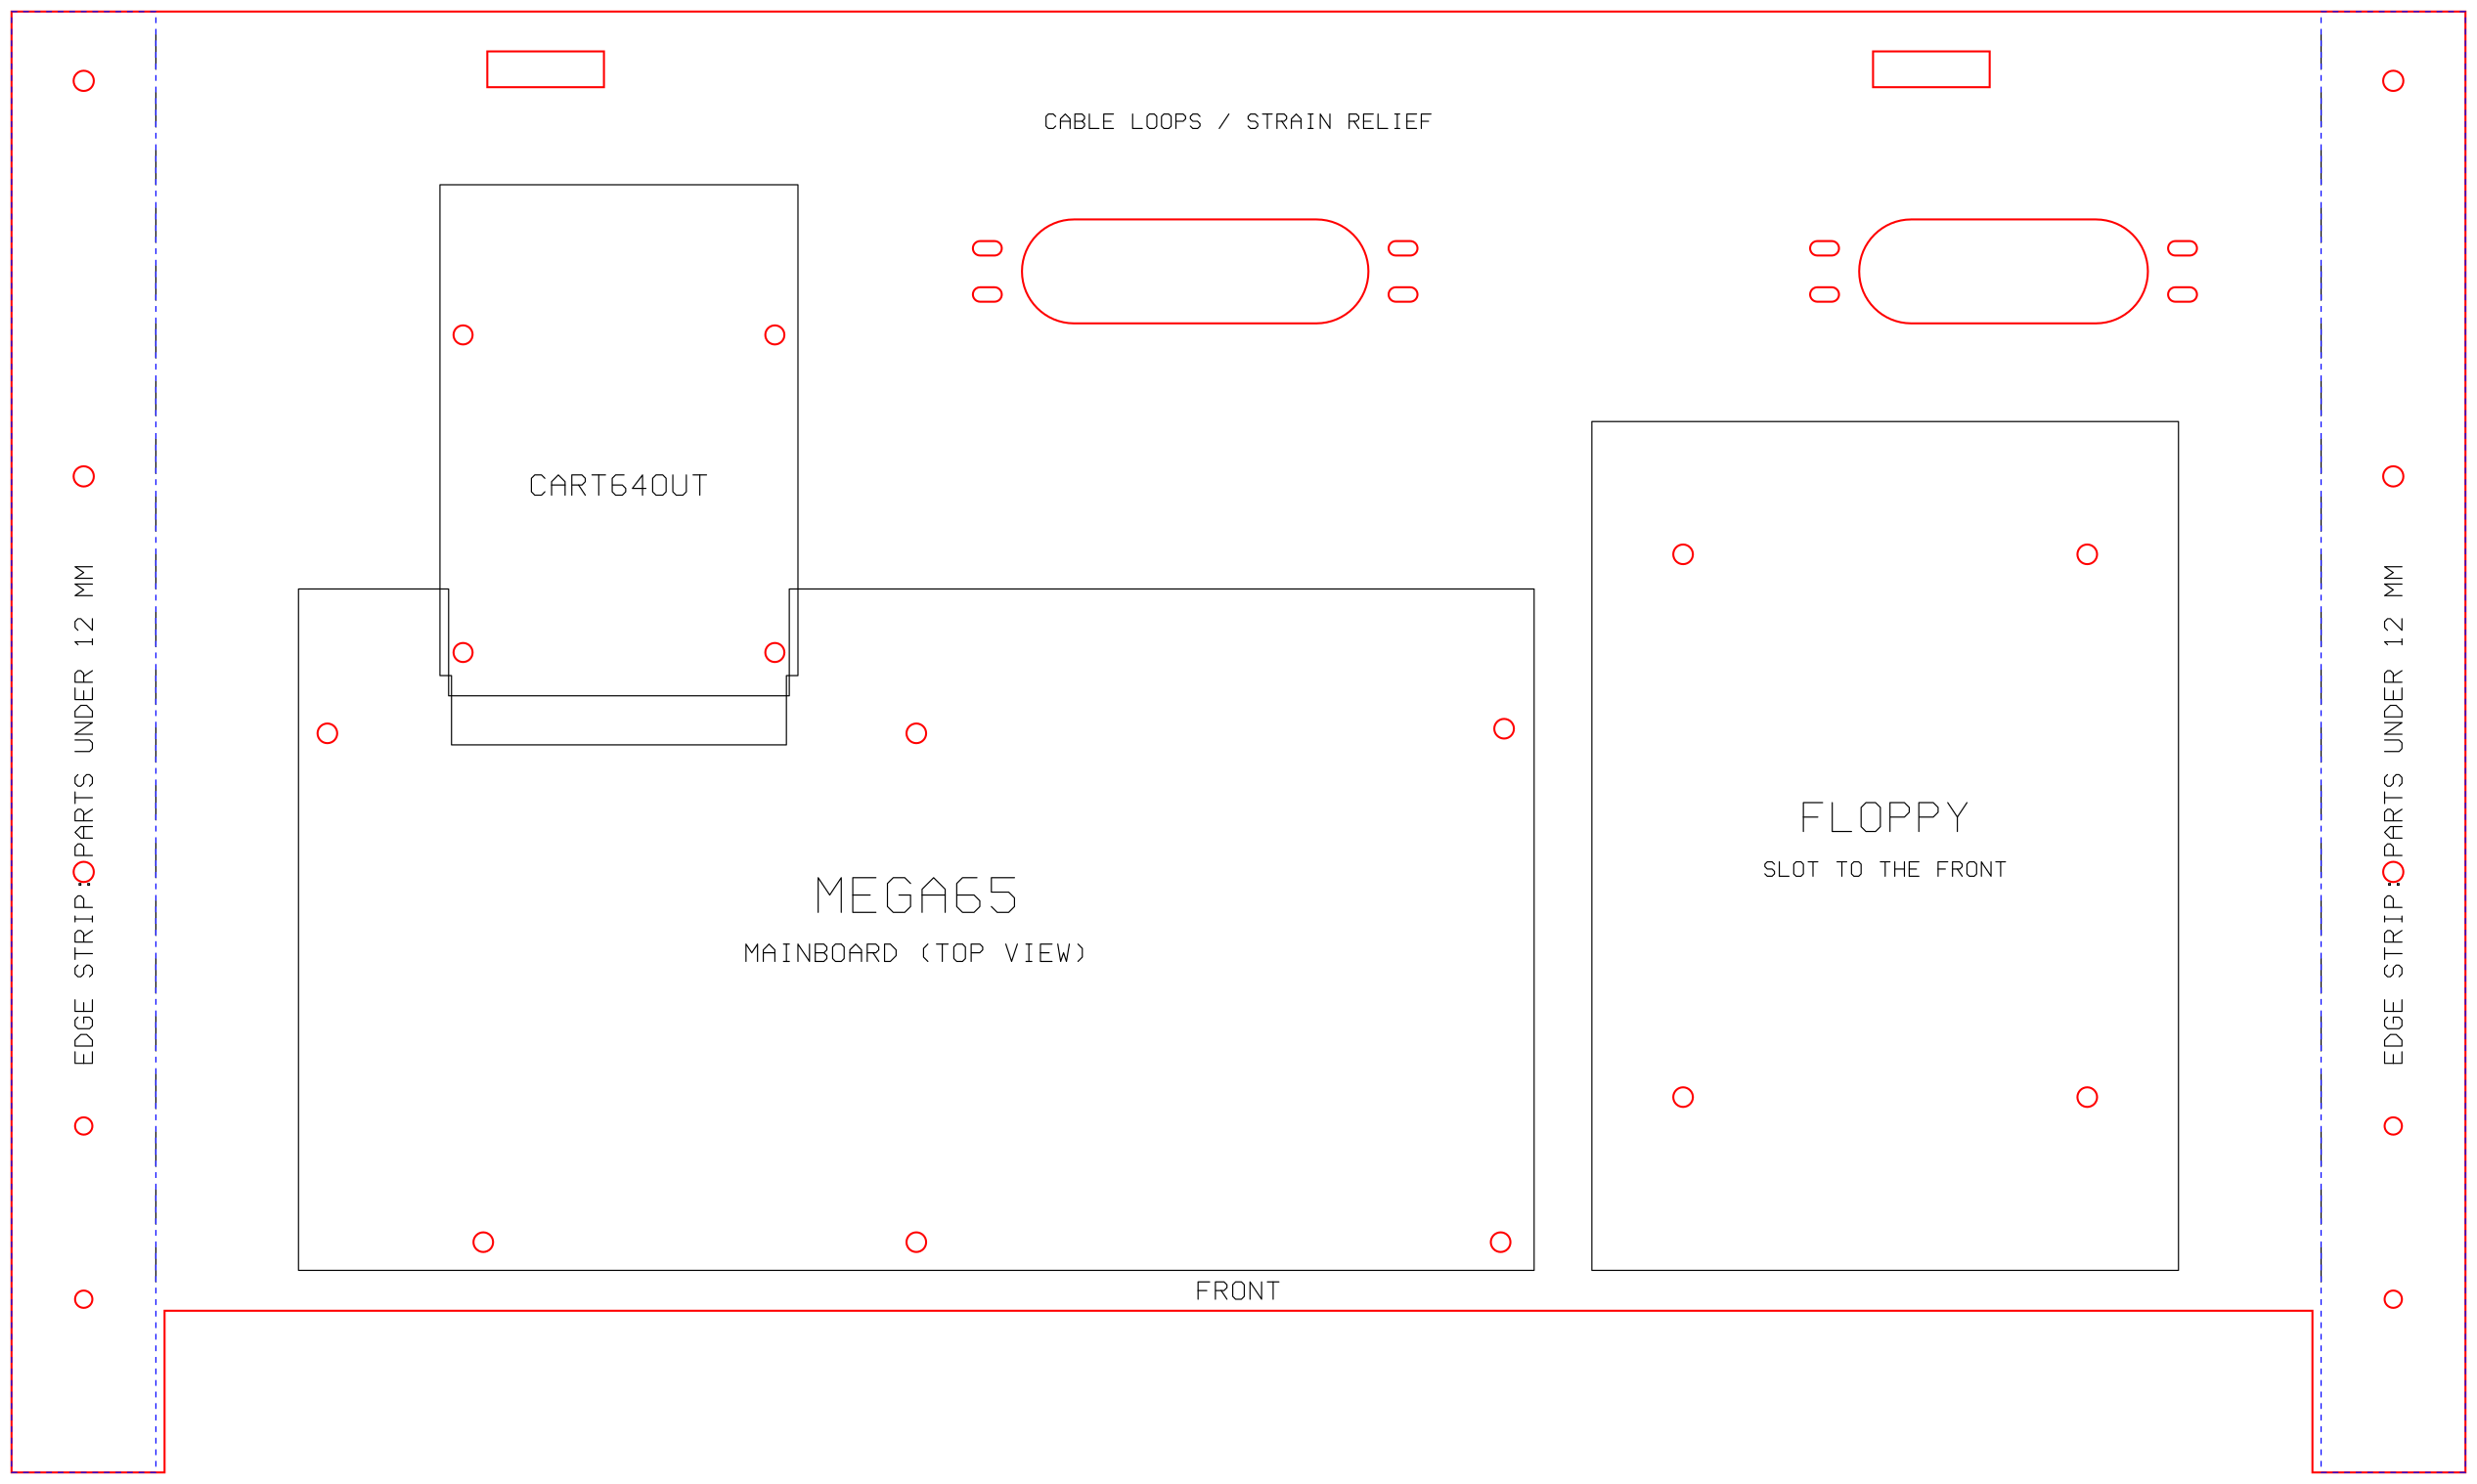 CABLE LOOPS / STRAIN RELIEF
CART64OUT
EDGE STRIP: PARTS UNDER 12 MM
MEGA65
MAINBOARD (TOP VIEW)
FLOPPY
SLOT TO THE FRONT
EDGE STRIP: PARTS UNDER 12 MM
FRONT